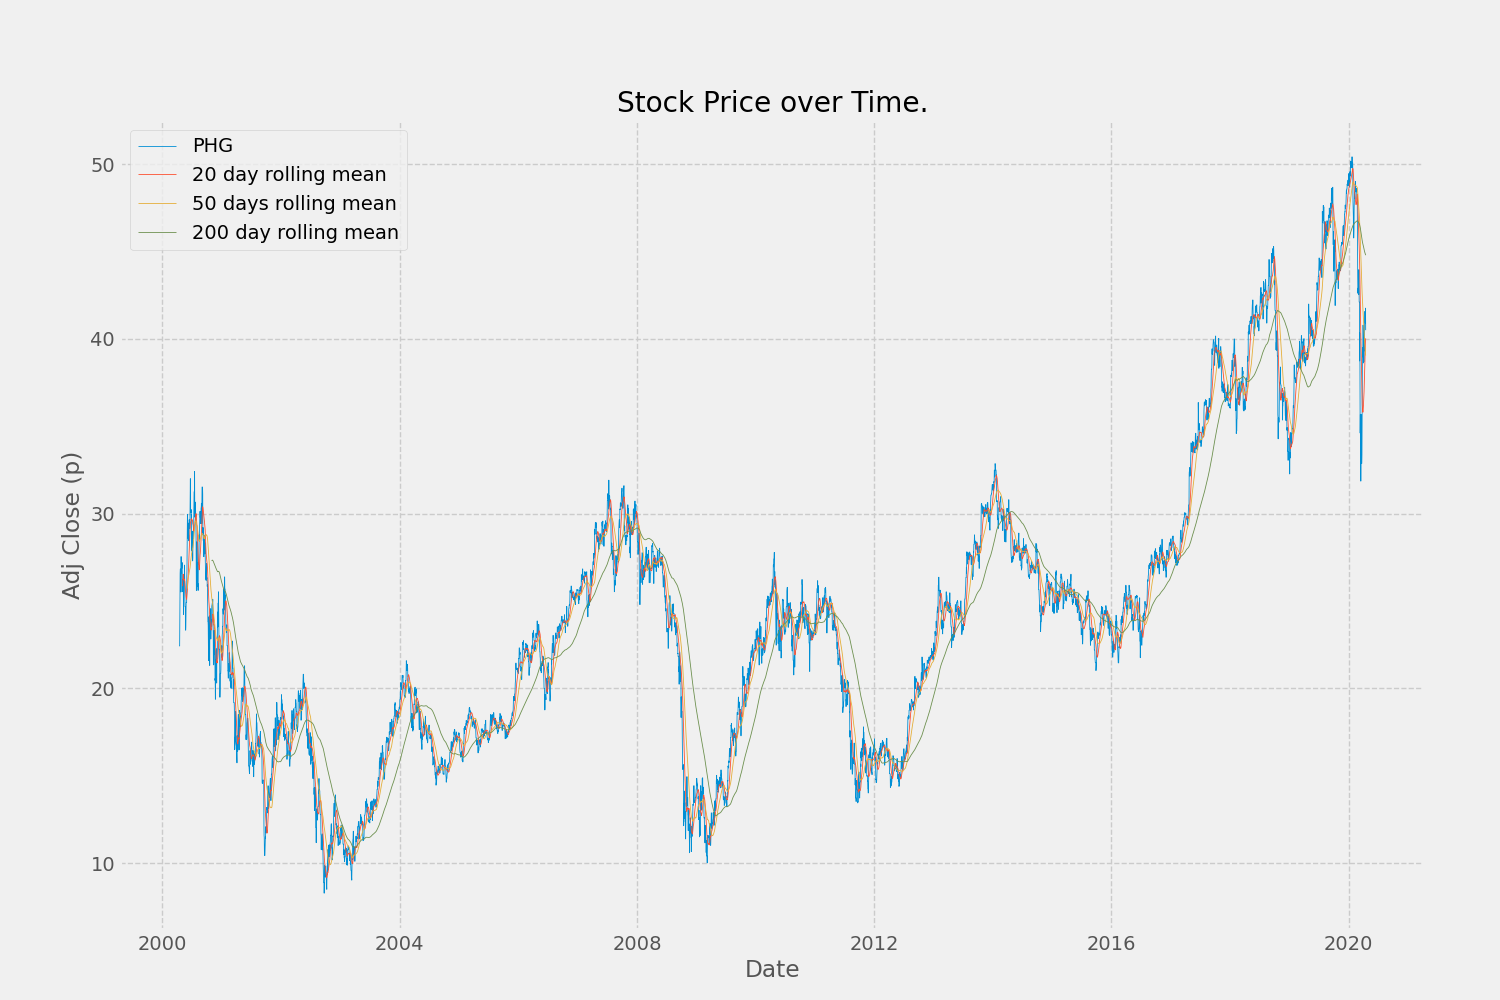 Stock Price over Time.
PHG
20 day rolling mean
50 days rolling mean
200 day rolling mean
50
40
30
20
10
Adj Close (p)
2000
2004
2008
2012
2016
2020
Date